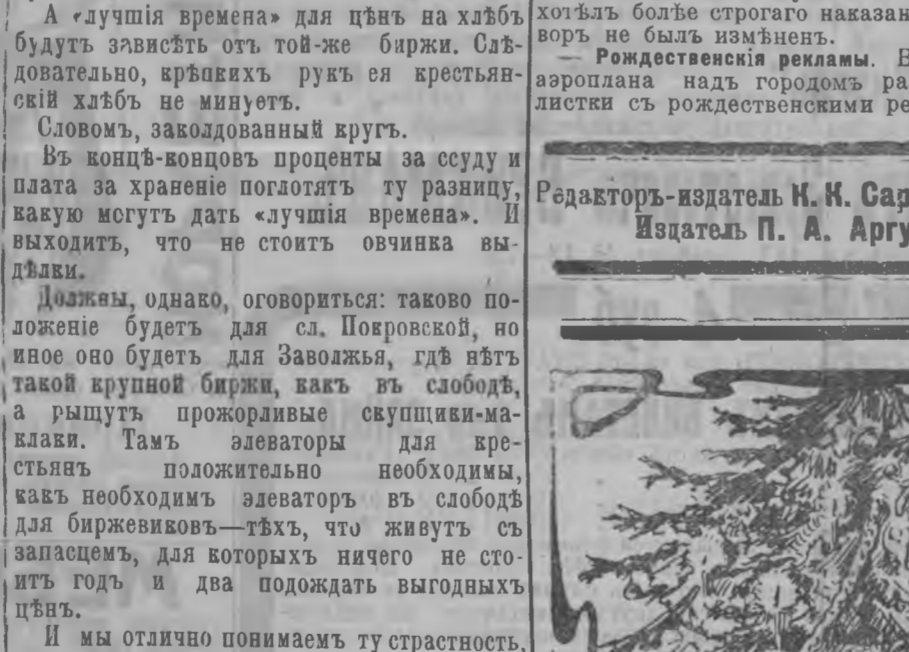 А «лучшія времена» для цѣнъ на хлѣбъ
будутъ зависѣть отъ той-же биржи. Слѣ-
довательно, крѣпкихъ рукъ ея крестьян-
скій хлѣбъ не минуетъ.
Словомъ, заколдованный кругъ.
Въ концѣ-концовъ проценты за ссуду и
плата за храненіе поглотятъ ту разницу,
какую могутъ дать «лучшія времена». И
выходитъ, что не стоитъ овчинка вы-
дѣлки.
Должны, однако, оговориться: таково по-
ложеніе будетъ для сл. Покровской, но
иное оно будетъ для Заволжья, гдѣ нѣтъ
такой крупной биржи, какъ въ слободѣ,
а рыщутъ прожорливые скупщики-ма-
клаки. Тамъ элеваторы для кре-
стьянъ положительно необходимы,
какъ необходимъ элеваторъ въ слободѣ
для биржевиковъ—тѣхъ, что живутъ съ
запасцемъ, для которыхъ ничего не сто-
итъ годъ и два подождать выгодныхъ
цѣнъ.
И мы отлично понимаемъ ту страстность,
хотѣлъ болѣе строгаго наказан
воръ не былъ измѣненъ.
— Рождественскія рекламы.
аэроплана надъ городомъ ра
листки съ рождественскими ре
Редакторъ-издатель К. К. Сар
Издатель П. А. Аргу